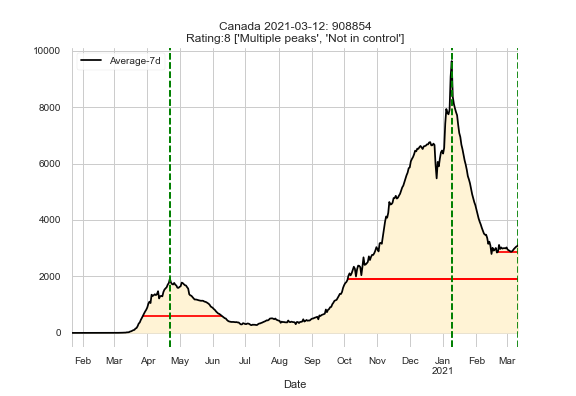 Canada 2021-03-12: 908854
Rating:8 ['Multiple peaks', 'Not in control']
Average-7d
10000
8000
6000
4000
2000
0
Feb Mar Apr May Jun Jul Aug Sep Oct Nov Dec Jan Feb Mar
2021
Date